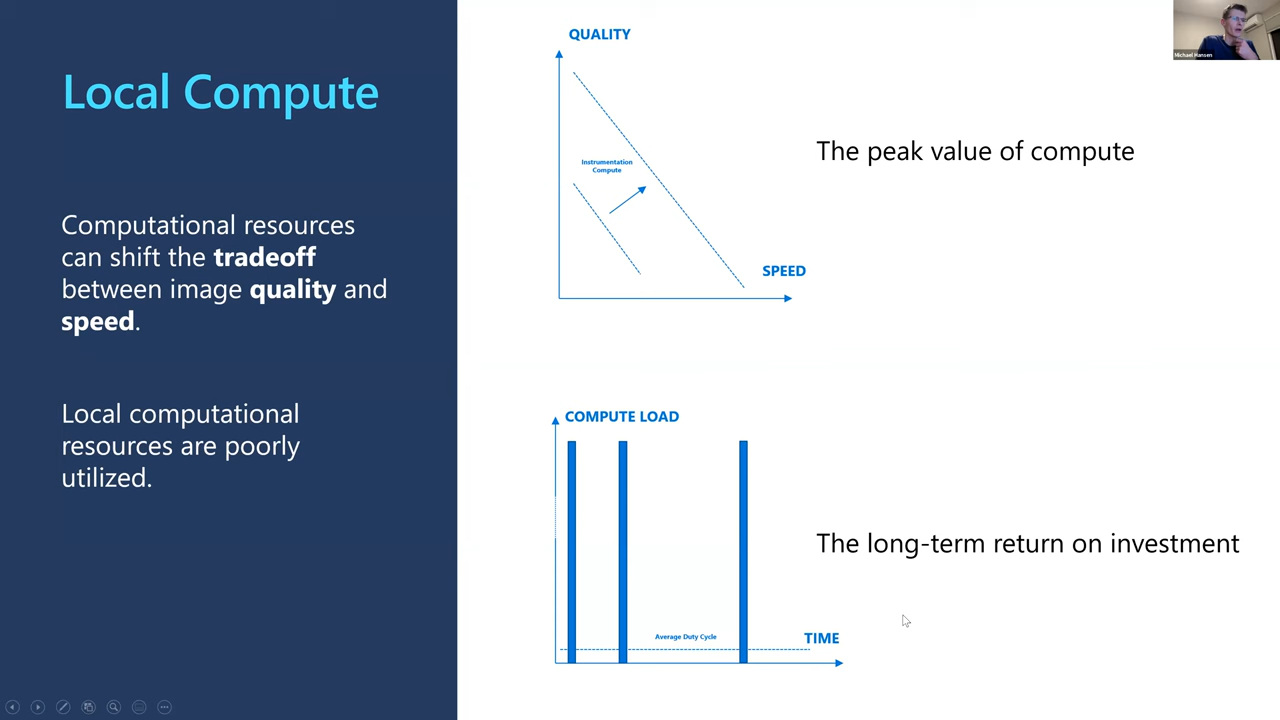 Local Compute
Computational resources
can shift the tradeoff
between image quality and
speed.
Local computational
resources are poorly
utilized.
QUALITY
Instrumentation
Compute
SPEED
The peak value of compute
COMPUTE LOAD
Average Duty Cycle
TIME
The long-term return on investment
Michael Hansen